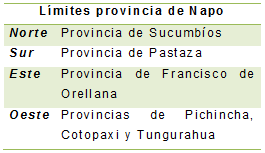 Límites provincia de Napo
Norte Provincia de Sucumbíos
Sur Provincia de Pastaza
Este Provincia de Francisco de
Orellana
Oeste Provincias de Pichincha,
Cotopaxi y Tungurahua